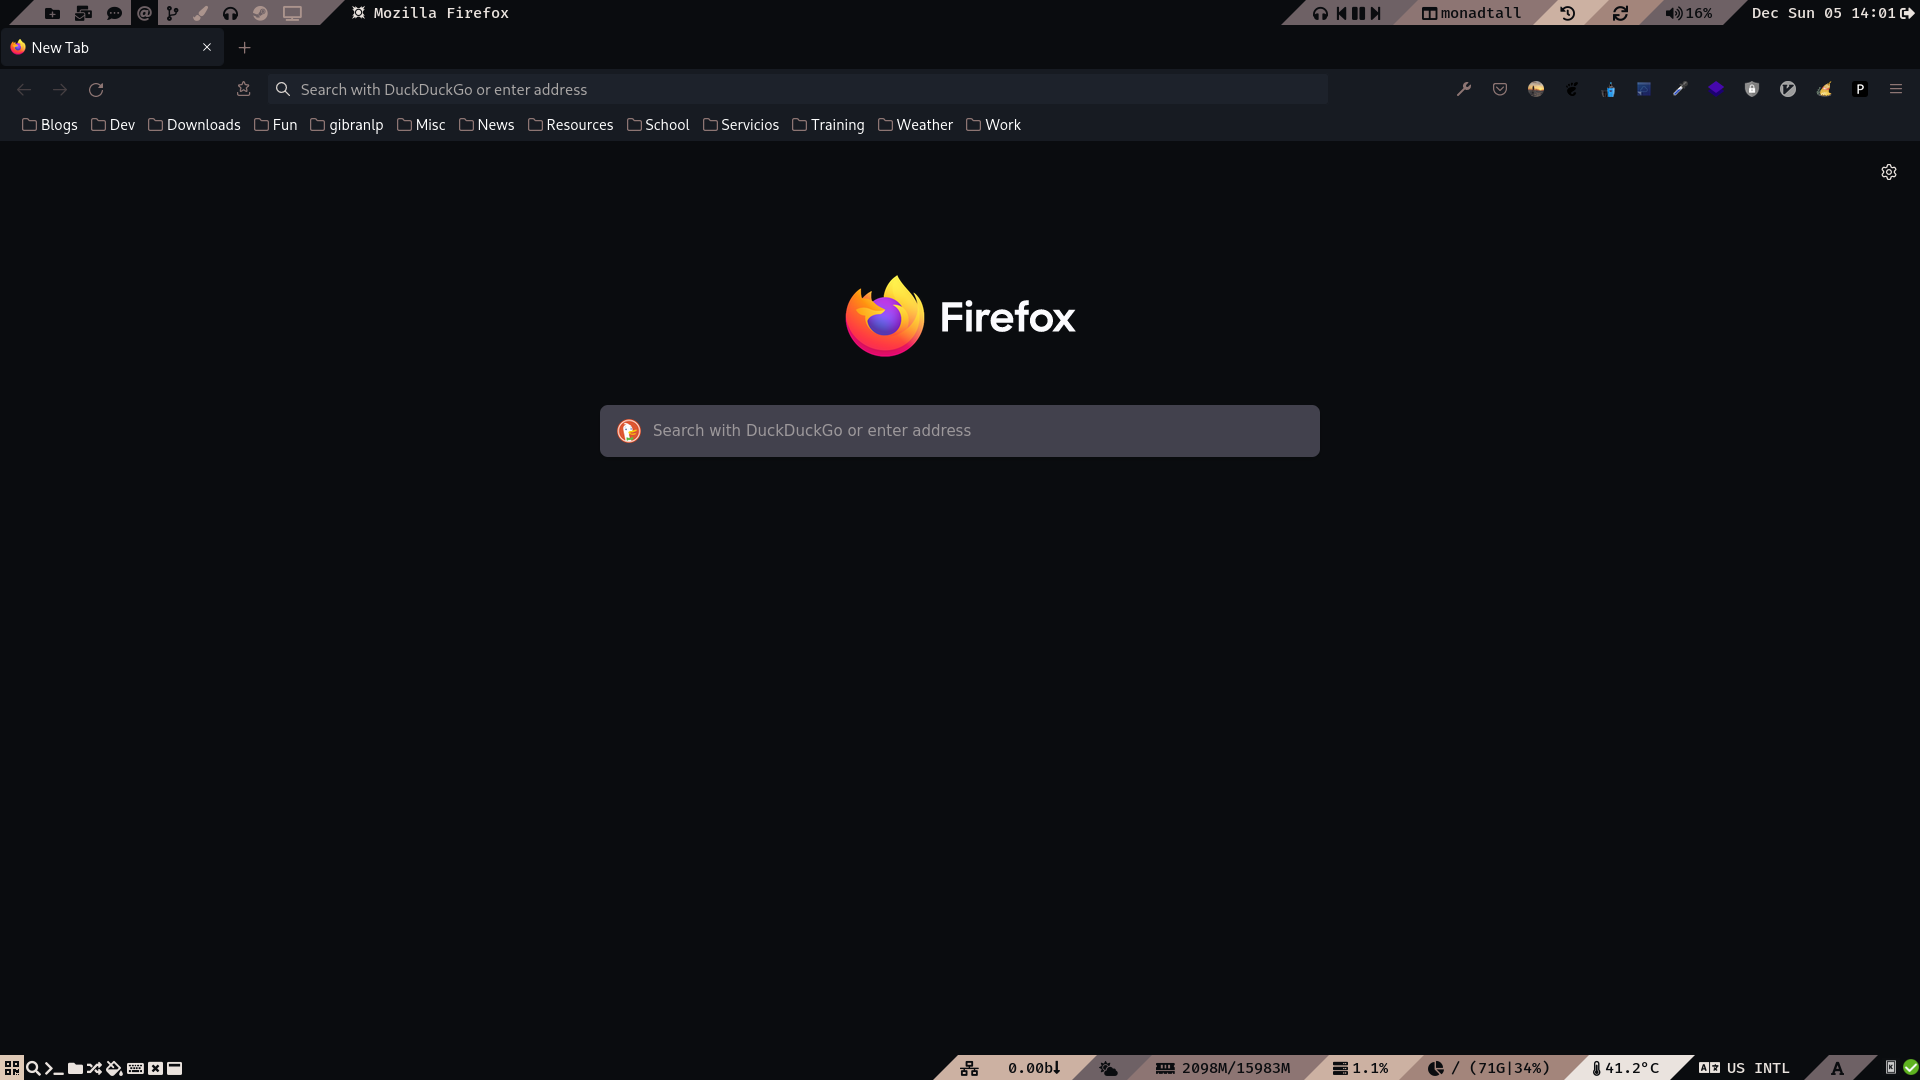 Mozilla Firefox
monadtall
16%
Dec Sun 05 14:01
New Tab
Search with DuckDuckGo or enter address
P
Blogs Dev Downloads Fun gibranlp Misc News Resources School Servicios Training Weather Work
Firefox
Search with DuckDuckGo or enter address
0.00b↓ 2098M/15983M 1.1% / (71G|34%) 41.2°C US INTL A